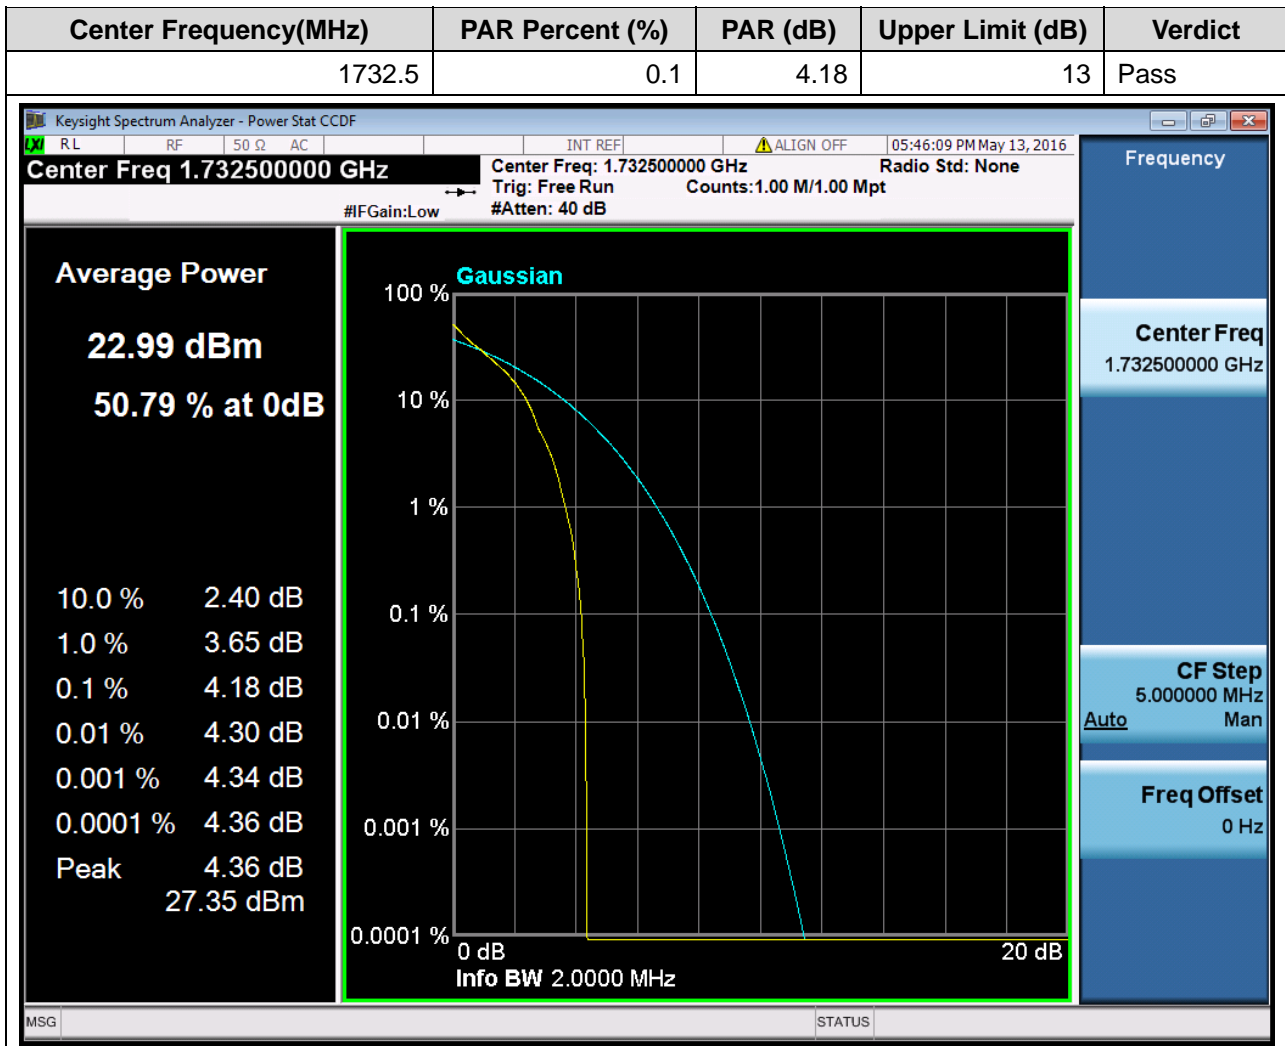 Center Frequency(MHz) PAR Percent (%) PAR (dB) Upper Limit (dB) Verdict
1732.5 0.1 4.18 13 Pass
Keysight Spectrum Analyzer - Power Stat CCDF
LXI RL RF 50 Ω AC INT REF ALIGN OFF 05:46:09 PM May 13, 2016
Center Freq 1.732500000 GHz
Center Freq: 1.732500000 GHz Radio Std: None
Trig: Free Run Counts:1.00 M/1.00 Mpt
#IFGain:Low #Atten: 40 dB
Average Power
22.99 dBm
50.79 % at 0dB
10.0 % 2.40 dB
1.0 % 3.65 dB
0.1 % 4.18 dB
0.01 % 4.30 dB
0.001 % 4.34 dB
0.0001 % 4.36 dB
Peak 4.36 dB
27.35 dBm
Gaussian
100 %
10 %
1 %
0.1 %
0.01 %
0.001 %
0.0001 %
0 dB 20 dB
Info BW 2.0000 MHz
Frequency
Center Freq
1.732500000 GHz
CF Step
5.000000 MHz
Auto Man
Freq Offset
0 Hz
MSG STATUS